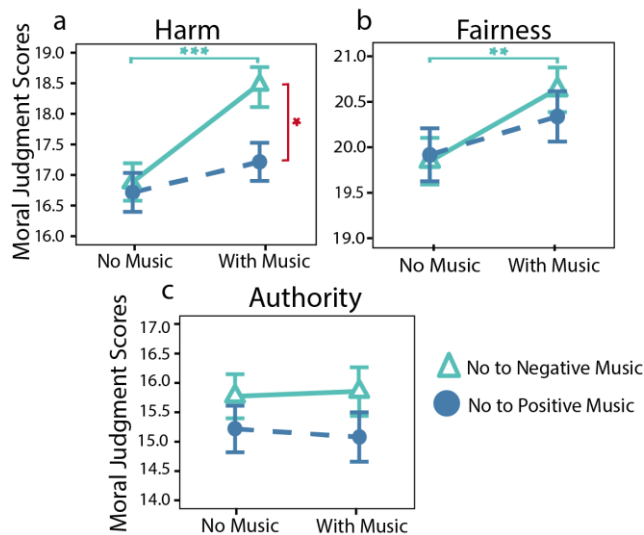 a
Harm
Moral Judgment Scores
19.0
18.5
18.0
17.5
17.0
16.5
16.0
***
*
No Music
With Music
b
Fairness
21.0
20.5
20.0
19.5
19.0
**
No Music
With Music
c
Authority
Moral Judgment Scores
17.0
16.5
16.0
15.5
15.0
14.5
14.0
No Music
With Music
No to Negative Music
No to Positive Music